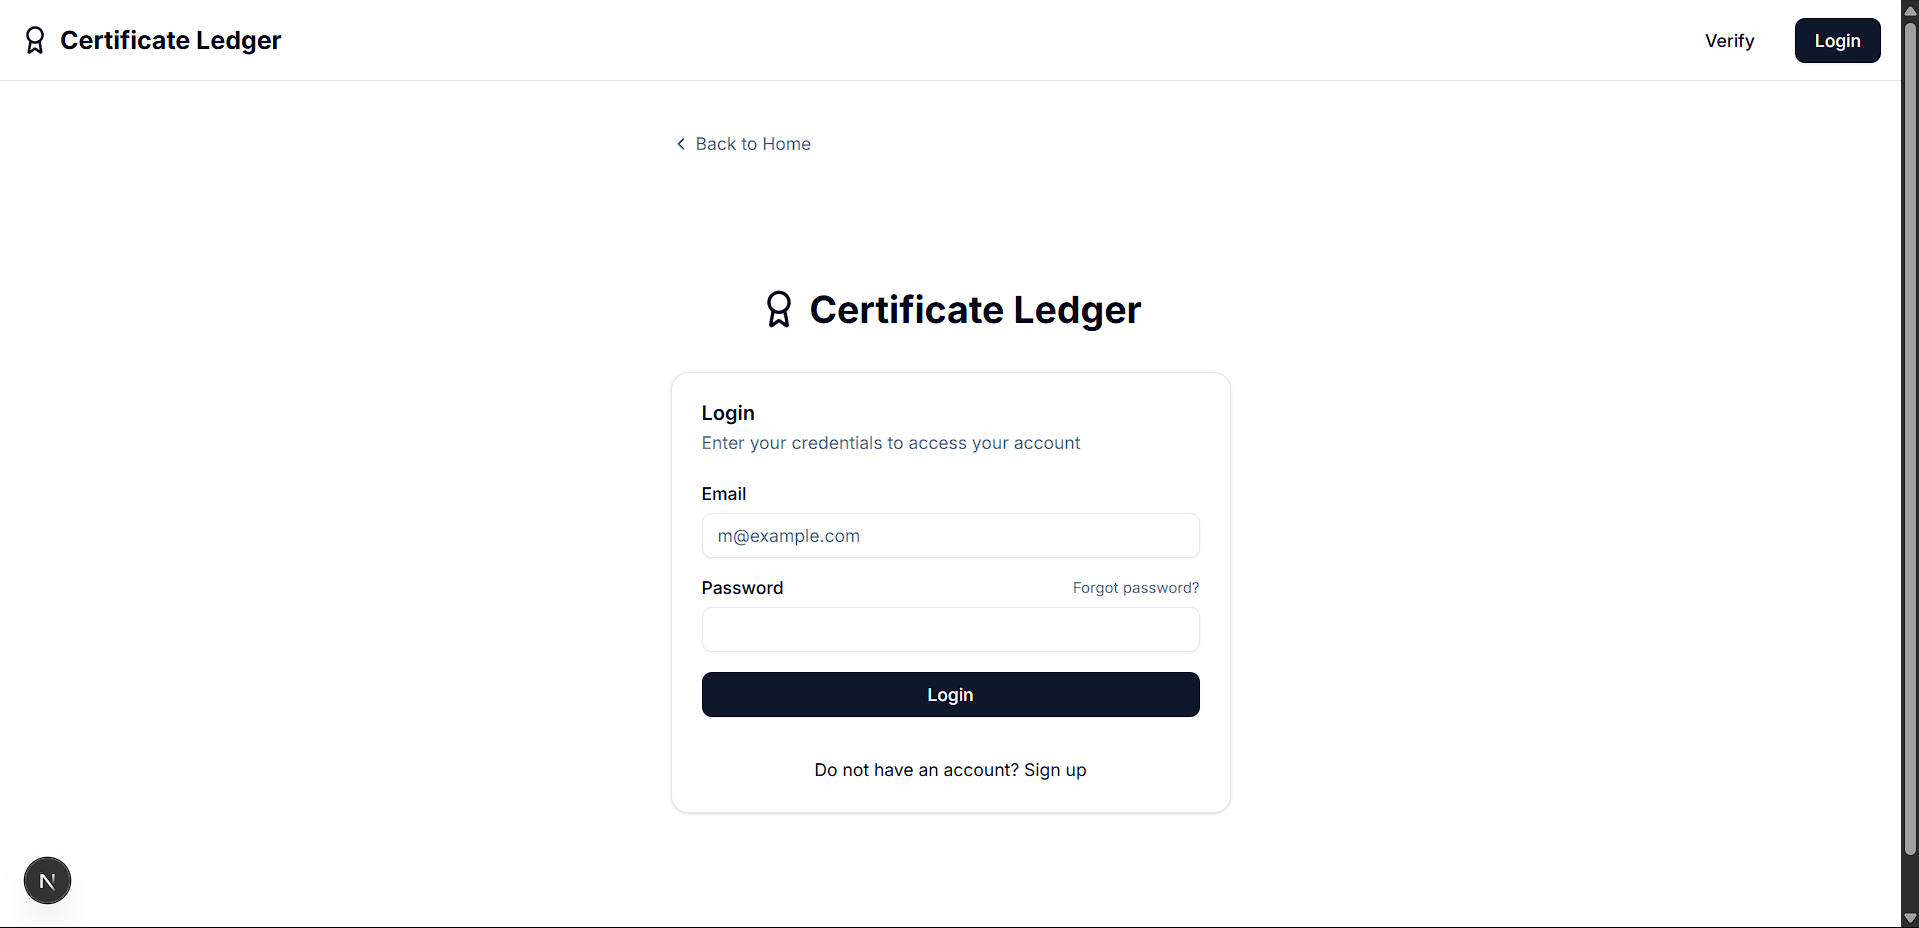 Certificate Ledger
Verify
Login
Back to Home
Certificate Ledger
Login
Enter your credentials to access your account
Email
m@example.com
Password
Forgot password?
Login
Do not have an account? Sign up
N